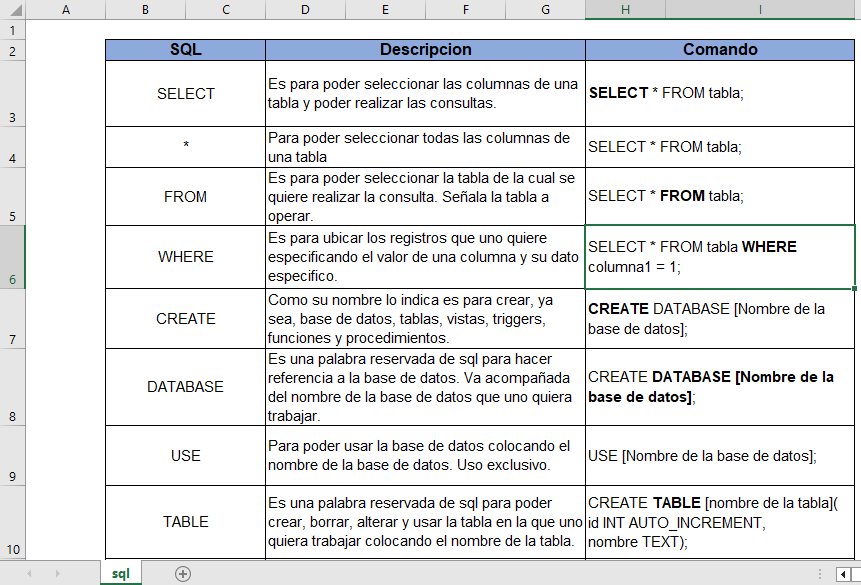 A B C D E F G H I
1
2 SQL Descripcion Comando
3 SELECT
Es para poder seleccionar las columnas de una
tabla y poder realizar las consultas.
SELECT * FROM tabla;
4 *
Para poder seleccionar todas las columnas de
una tabla
SELECT * FROM tabla;
5 FROM
Es para poder seleccionar la tabla de la cual se
quiere realizar la consulta. Señala la tabla a
operar.
SELECT * FROM tabla;
6 WHERE
Es para ubicar los registros que uno quiere
especificando el valor de una columna y su dato
especifico.
SELECT * FROM tabla WHERE
columna1 = 1;
7 CREATE
Como su nombre lo indica es para crear, ya
sea, base de datos, tablas, vistas, triggers,
funciones y procedimientos.
CREATE DATABASE [Nombre de la
base de datos];
8 DATABASE
Es una palabra reservada de sql para hacer
referencia a la base de datos. Va acompañada
del nombre de la base de datos que uno quiera
trabajar.
CREATE DATABASE [Nombre de la
base de datos];
9 USE
Para poder usar la base de datos colocando el
nombre de la base de datos. Uso exclusivo.
USE [Nombre de la base de datos];
10 TABLE
Es una palabra reservada de sql para poder
crear, borrar, alterar y usar la tabla en la que uno
quiera trabajar colocando el nombre de la tabla.
CREATE TABLE [nombre de la tabla](
id INT AUTO_INCREMENT,
nombre TEXT);
sql